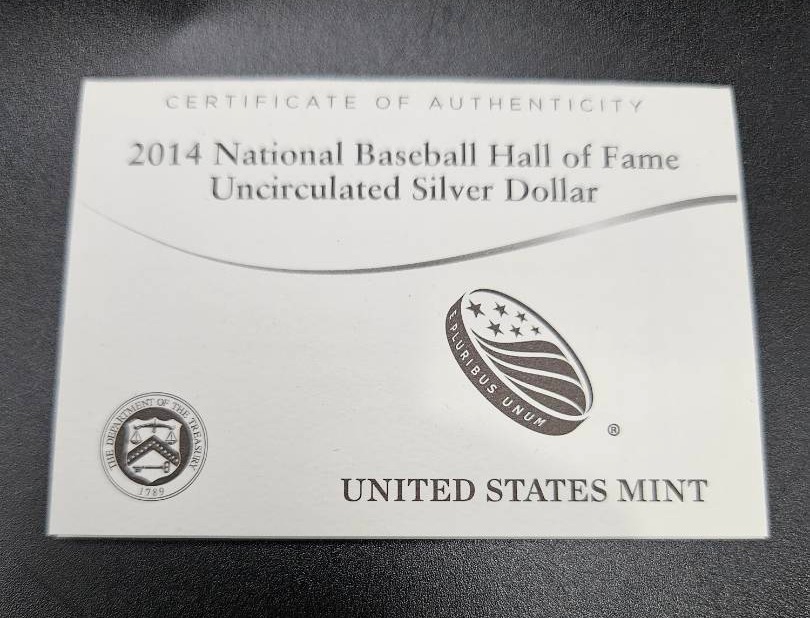 CERTIFICATE OF AUTHENTICITY
2014 National Baseball Hall of Fame
Uncirculated Silver Dollar
E PLURIBUS UNUM
®
THE DEPARTMENT OF THE TREASURY
1789
UNITED STATES MINT